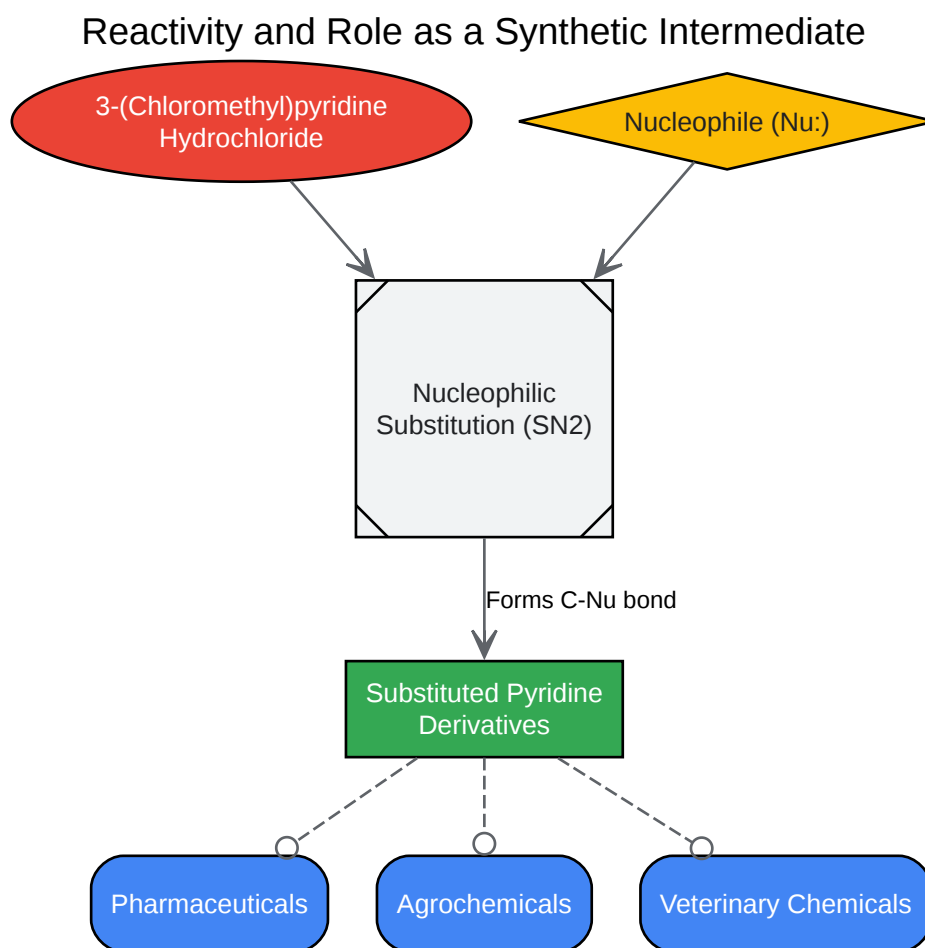 Reactivity and Role as a Synthetic Intermediate
3-(Chloromethyl)pyridine
Hydrochloride
Nucleophile (Nu:)
Nucleophilic
Substitution (SN2)
Forms C-Nu bond
Substituted Pyridine
Derivatives
Pharmaceuticals
Agrochemicals
Veterinary Chemicals